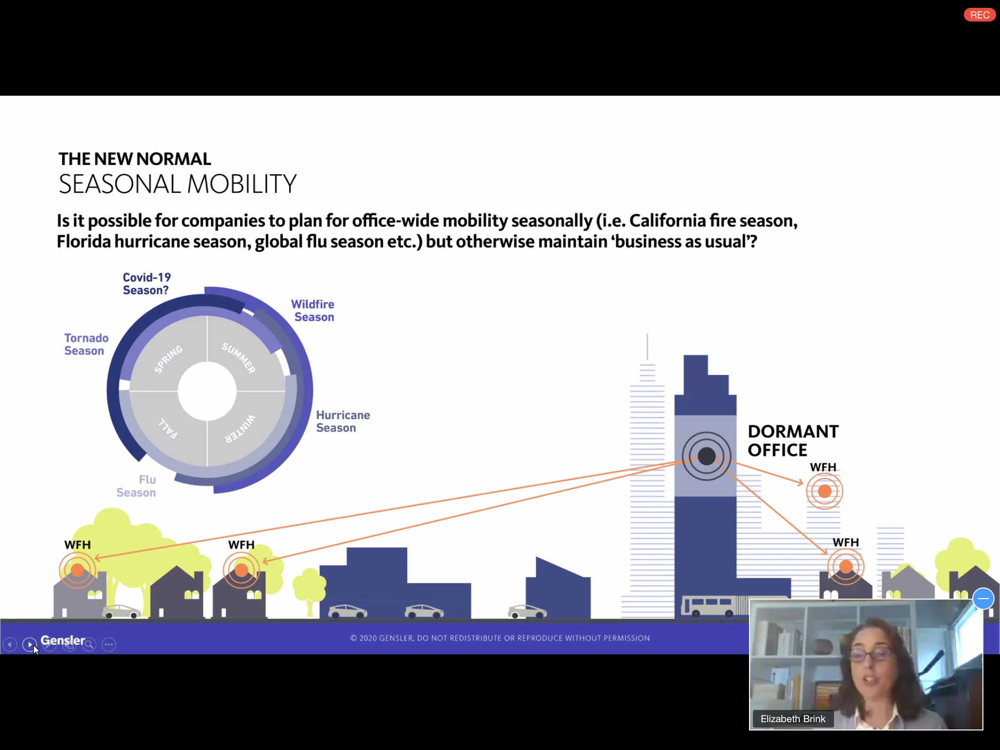 REC
THE NEW NORMAL
SEASONAL MOBILITY
Is it possible for companies to plan for office-wide mobility seasonally (i.e. California fire season,
Florida hurricane season, global flu season etc.) but otherwise maintain ‘business as usual’?
Covid-19
Season?
Wildfire
Season
Tornado
Season
SPRING
SUMMER
Hurricane
Season
FALL
WINTER
Flu
Season
DORMANT
OFFICE
WFH
WFH
WFH
WFH
Gensler
© 2020 GENSLER, DO NOT REDISTRIBUTE OR REPRODUCE WITHOUT PERMISSION
Elizabeth Brink